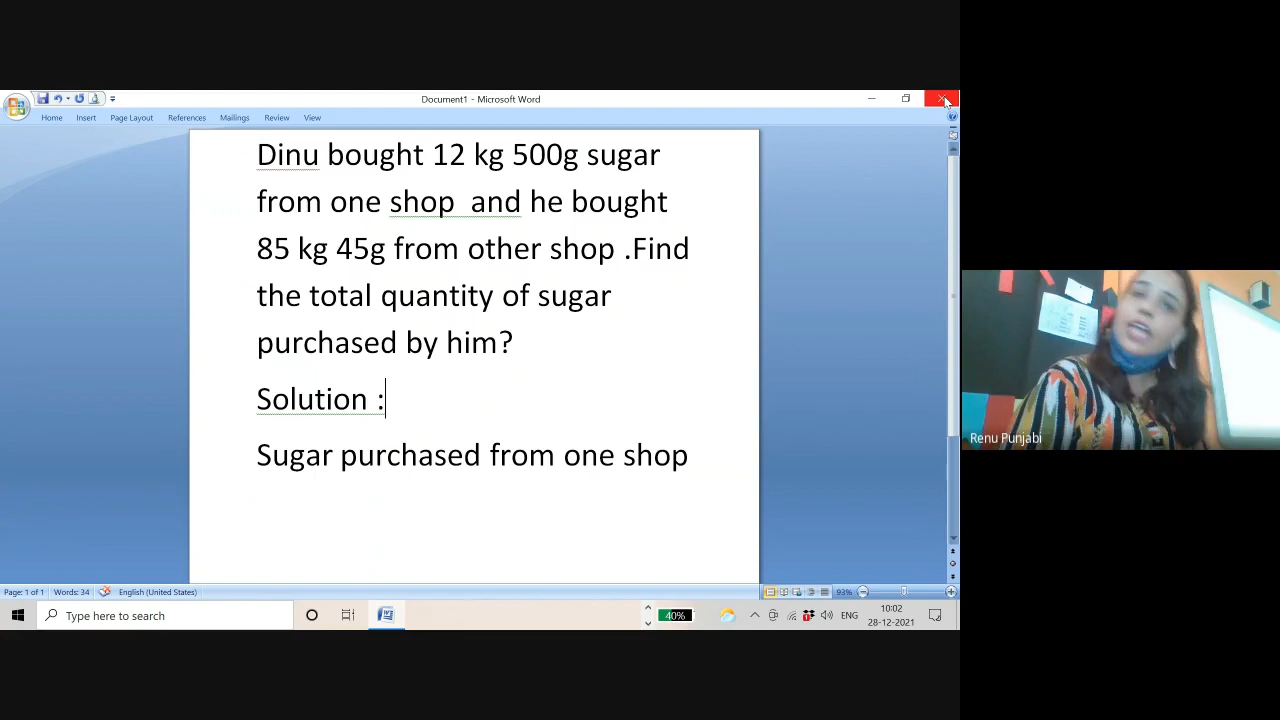 Document1 - Microsoft Word
Home Insert Page Layout References Mailings Review View
Dinu bought 12 kg 500g sugar
from one shop  and he bought
85 kg 45g from other shop .Find
the total quantity of sugar
purchased by him?
Solution :
Sugar purchased from one shop
Renu Punjabi
Page: 1 of 1 Words: 34 English (United States) 93%
Type here to search 40% ENG 10:02
28-12-2021